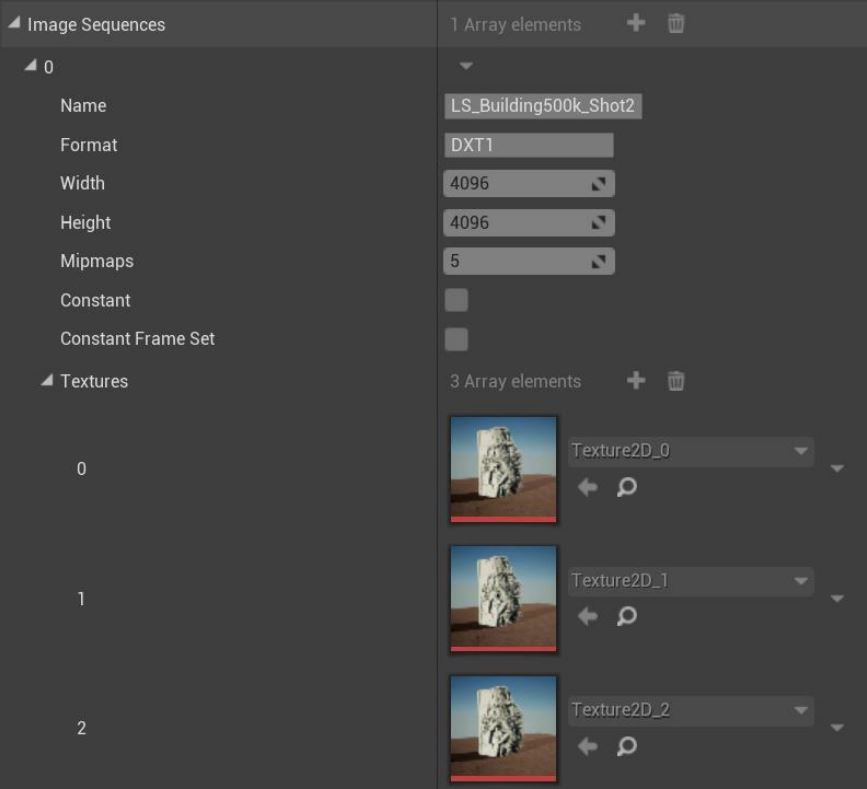 Image Sequences 1 Array elements
0
Name LS_Building500k_Shot2
Format DXT1
Width 4096
Height 4096
Mipmaps 5
Constant
Constant Frame Set
Textures 3 Array elements
0 Texture2D_0
1 Texture2D_1
2 Texture2D_2